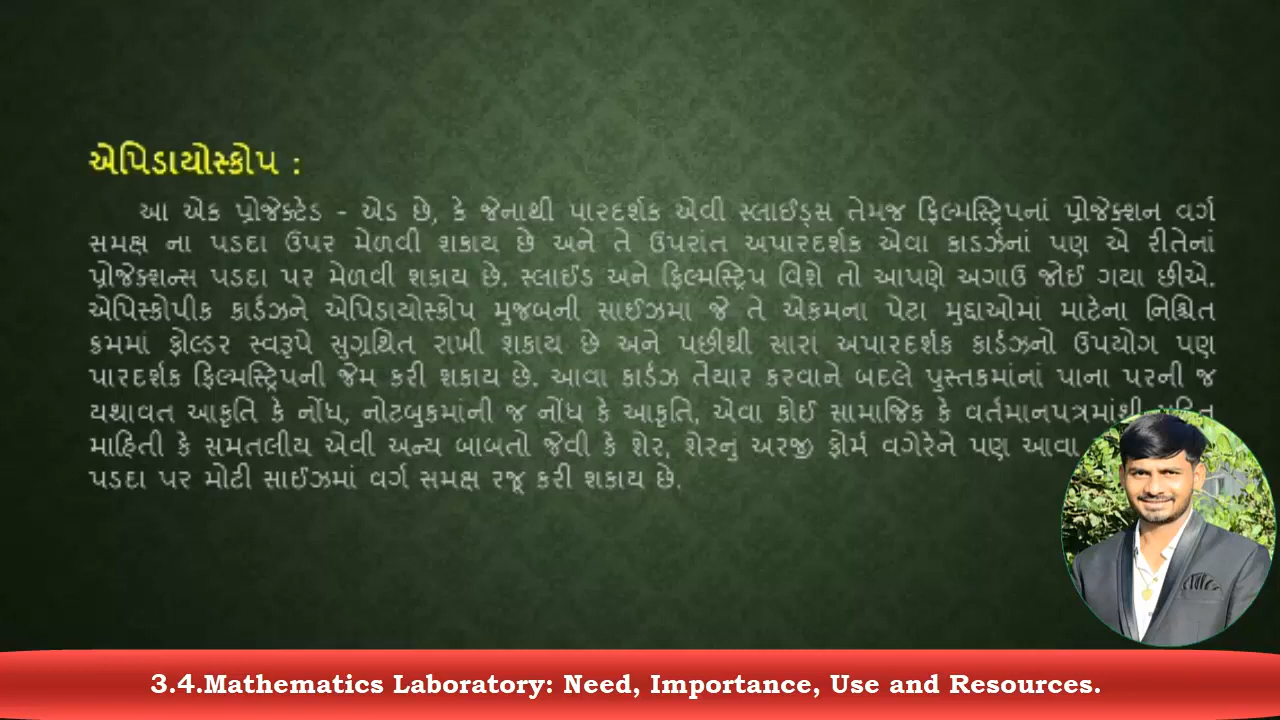 એપિડાયોસ્કોપ :
આ એક પ્રોજેક્ટેડ - એડ છે, કે જેનાથી પારદર્શક એવી સ્લાઈડ્સ તેમજ ફિલ્મસ્ટ્રિપનાં પ્રોજેક્શન વર્ગ
સમક્ષ ના પડદા ઉપર મેળવી શકાય છે અને તે ઉપરાંત અપારદર્શક એવા કાડર્ઝનાં પણ એ રીતેનાં
પ્રોજેક્શન્સ પડદા પર મેળવી શકાય છે. સ્લાઈડ અને ફિલ્મસ્ટ્રિપ વિશે તો આપણે અગાઉ જોઈ ગયા છીએ.
એપિસ્કોપીક કાર્ડઝને એપિડાયોસ્કોપ મુજબની સાઈઝમા જે તે એકમના પેટા મુદ્દાઓમાં માટેના નિશ્ચિત
ક્રમમાં ફોલ્ડર સ્વરૂપે સુગ્રથિત રાખી શકાય છે અને પછીથી સારા અપારદર્શક કાર્ડઝનો ઉપયોગ પણ
પારદર્શક ફિલ્મસ્ટ્રિપની જેમ કરી શકાય છે. આવા કાર્ડઝ તૈયાર કરવાને બદલે પુસ્તકમાંનાં પાના પરની જ
યથાવત આકૃતિ કે નોંધ, નોટબુકમાંની જ નોંધ કે આકૃતિ, એવા કોઈ સામાજિક કે વર્તમાનપત્રમાંથી
માહિતી કે સમતલીય એવી અન્ય બાબતો જેવી કે શેર, શેરનું અરજી ફોર્મ વગેરેને પણ આવા
પડદા પર મોટી સાઈઝમાં વર્ગ સમક્ષ રજૂ કરી શકાય છે.
3.4.Mathematics Laboratory: Need, Importance, Use and Resources.